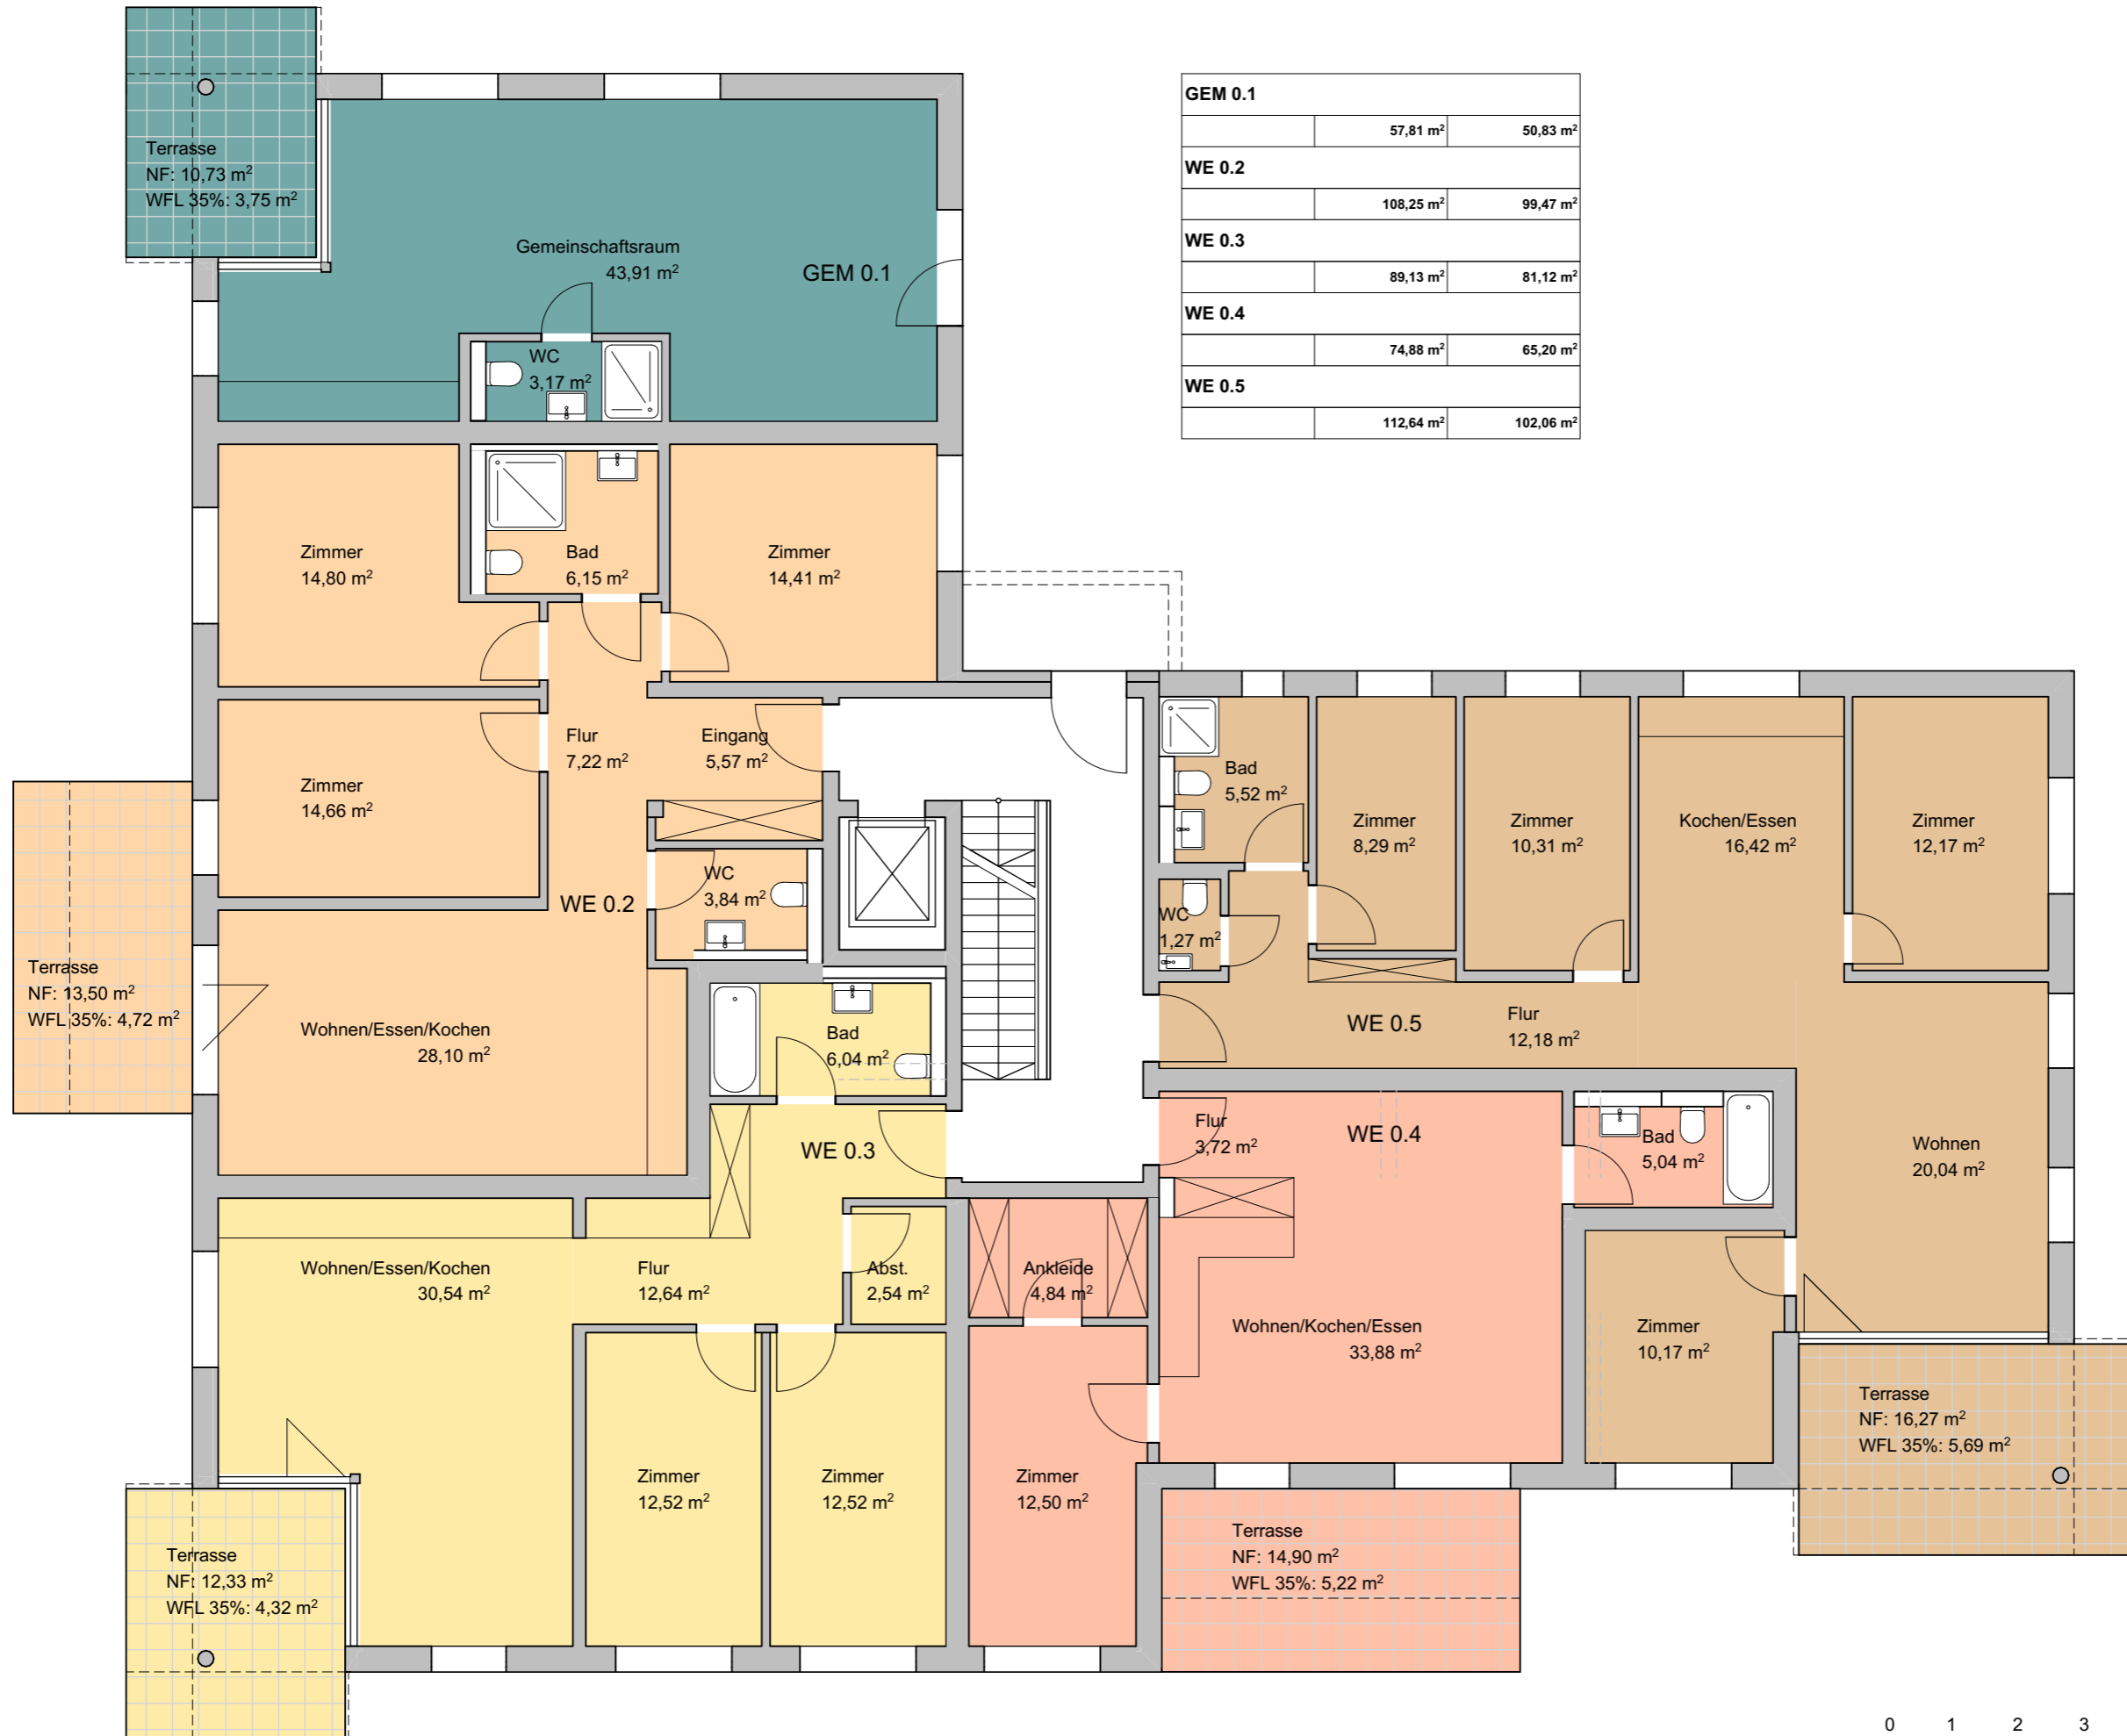 Terrasse
NF: 10,73 m²
WFL 35%: 3,75 m²
Gemeinschaftsraum
43,91 m²
GEM 0.1
WC
3,17 m²
GEM 0.1
57,81 m² 50,83 m²
WE 0.2
108,25 m² 99,47 m²
WE 0.3
89,13 m² 81,12 m²
WE 0.4
74,88 m² 65,20 m²
WE 0.5
112,64 m² 102,06 m²
Zimmer
14,80 m²
Bad
6,15 m²
Zimmer
14,41 m²
Zimmer
14,66 m²
Flur
7,22 m²
Eingang
5,57 m²
WE 0.2
WC
3,84 m²
Terrasse
NF: 13,50 m²
WFL 35%: 4,72 m²
Wohnen/Essen/Kochen
28,10 m²
Bad
6,04 m²
WE 0.3
Wohnen/Essen/Kochen
30,54 m²
Flur
12,64 m²
Abst.
2,54 m²
Zimmer
12,52 m²
Zimmer
12,52 m²
Terrasse
NF: 12,33 m²
WFL 35%: 4,32 m²
Bad
5,52 m²
Zimmer
8,29 m²
Zimmer
10,31 m²
Kochen/Essen
16,42 m²
Zimmer
12,17 m²
WC
1,27 m²
WE 0.5
Flur
12,18 m²
Flur
3,72 m²
WE 0.4
Bad
5,04 m²
Wohnen
20,04 m²
Ankleide
4,84 m²
Wohnen/Kochen/Essen
33,88 m²
Zimmer
10,17 m²
Zimmer
12,50 m²
Terrasse
NF: 14,90 m²
WFL 35%: 5,22 m²
Terrasse
NF: 16,27 m²
WFL 35%: 5,69 m²
0 1 2 3